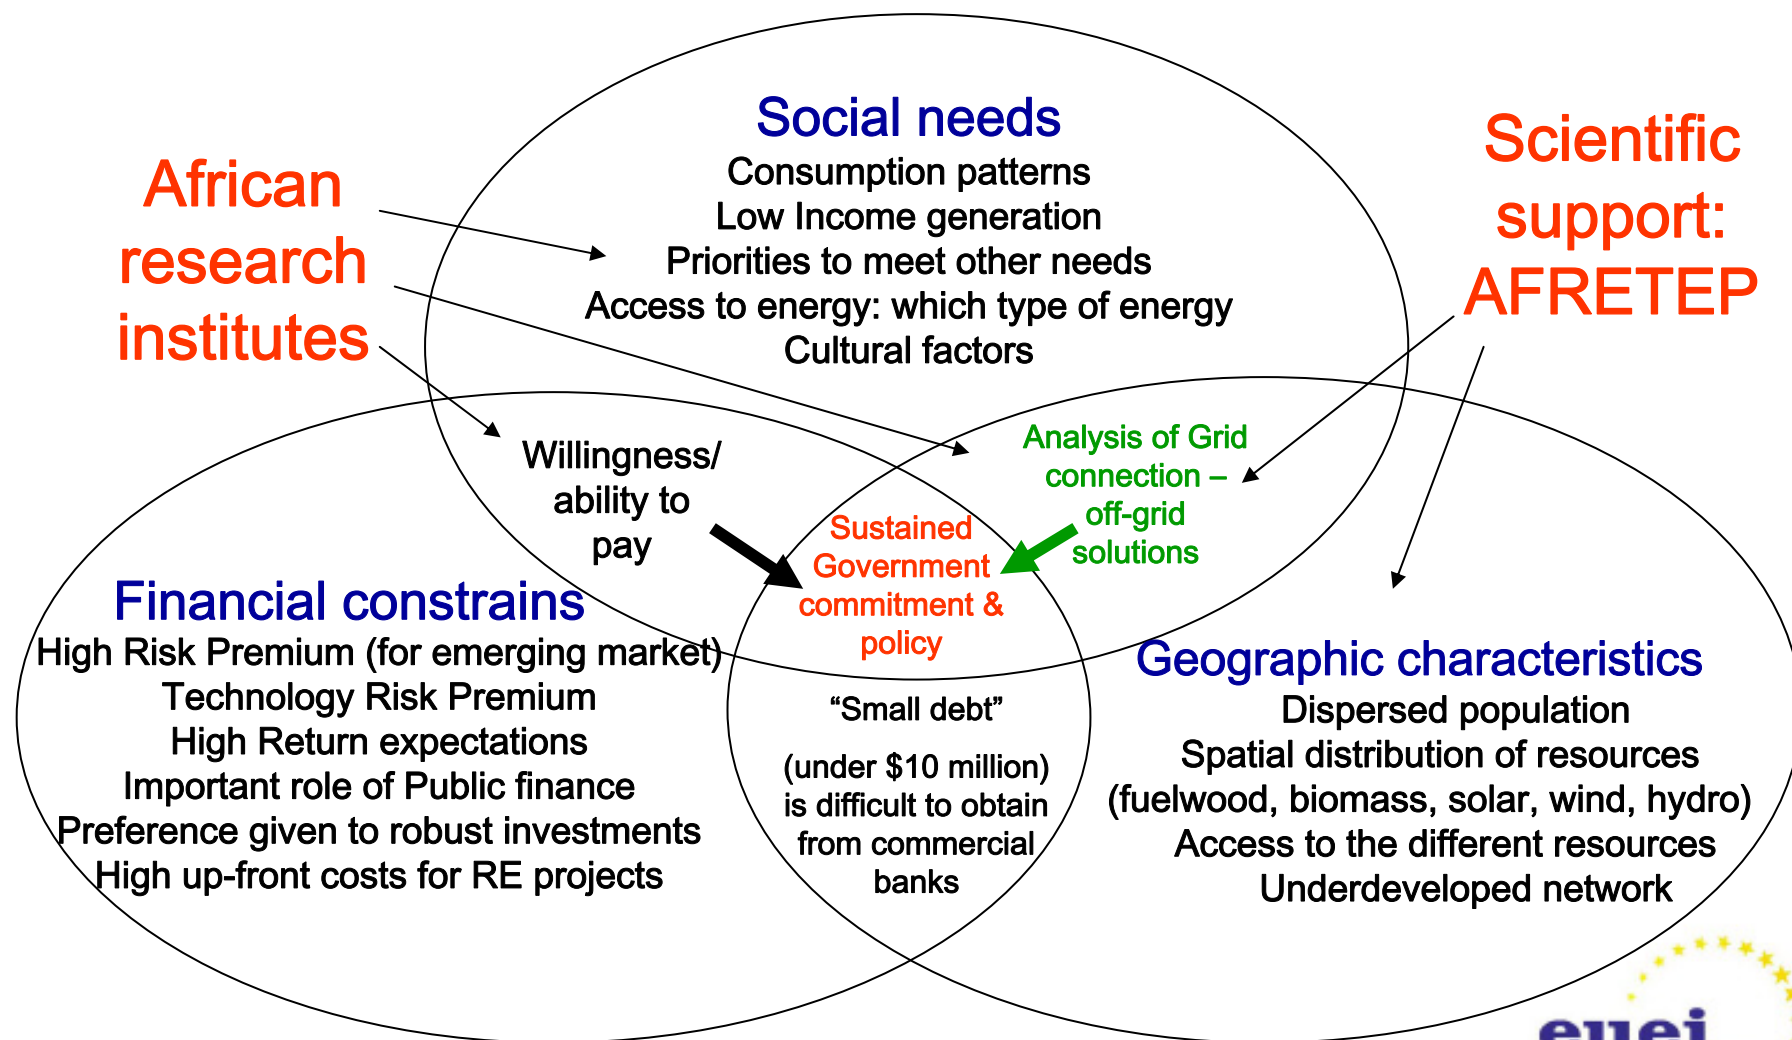 Social needs
Consumption patterns
Low Income generation
Priorities to meet other needs
Access to energy: which type of energy
Cultural factors
African
research
institutes
Scientific
support:
AFRETEP
Willingness/
ability to
pay
Analysis of Grid
connection –
off-grid
solutions
Sustained
Government
commitment &
policy
Financial constrains
High Risk Premium (for emerging market)
Technology Risk Premium
High Return expectations
Important role of Public finance
Preference given to robust investments
High up-front costs for RE projects
“Small debt”
(under $10 million)
is difficult to obtain
from commercial
banks
Geographic characteristics
Dispersed population
Spatial distribution of resources
(fuelwood, biomass, solar, wind, hydro)
Access to the different resources
Underdeveloped network
euei